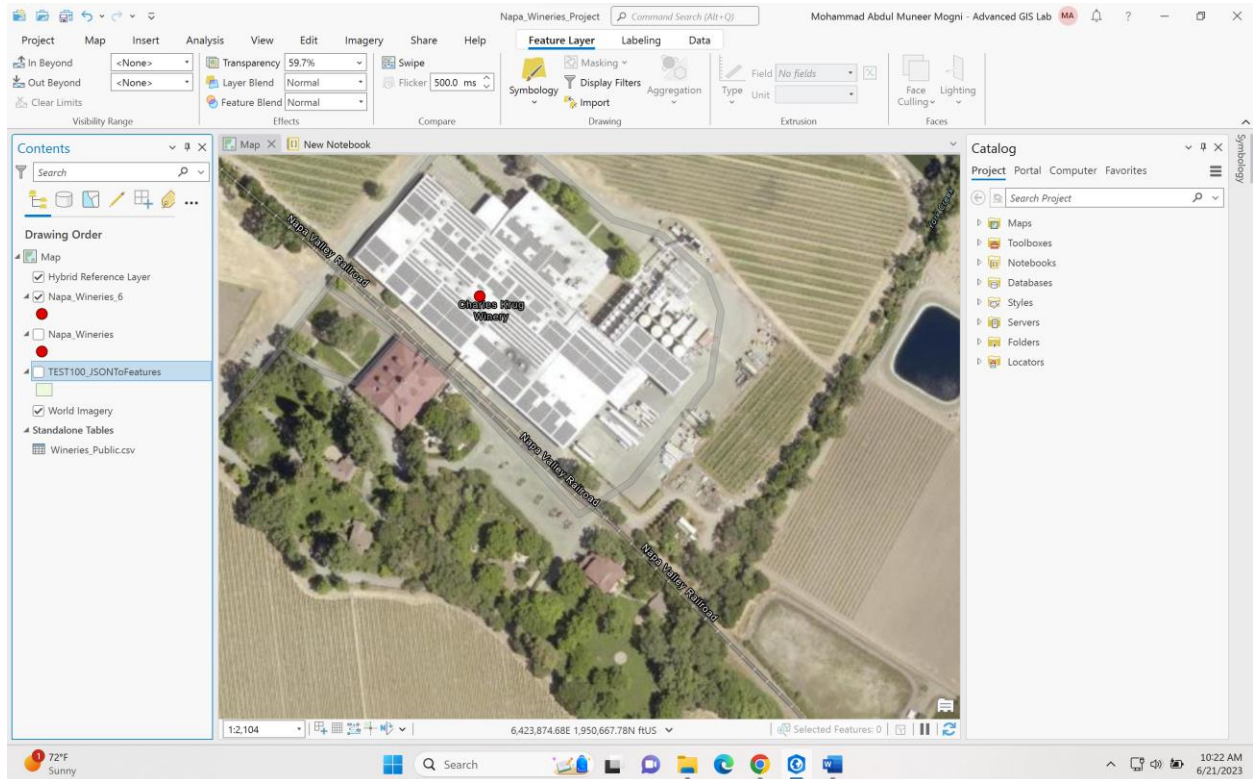 Napa_Wineries_Project Command Search (Alt+Q) Mohammad Abdul Muneer Mogni - Advanced GIS Lab MA ?
Project Map Insert Analysis View Edit Imagery Share Help Feature Layer Labeling Data
In Beyond <None>
Out Beyond <None>
Clear Limits
Visibility Range
Transparency 59.7%
Layer Blend Normal
Feature Blend Normal
Effects
Swipe
Flicker 500.0 ms
Compare
Symbology
Masking
Display Filters
Import
Aggregation
Drawing
Type
Field No fields
Unit
Extrusion
Face Culling
Lighting
Faces
Contents
Search
Drawing Order
Map
Hybrid Reference Layer
Napa_Wineries_6
Napa_Wineries
TEST100_JSONToFeatures
World Imagery
Standalone Tables
Wineries_Public.csv
Map New Notebook
Napa Valley Railroad
Charles Krug
Winery
Napa Valley Railroad
Napa Valley Railroad
1:2,104
6,423,874.68E 1,950,667.78N ftUS
Selected Features: 0
Catalog
Project Portal Computer Favorites
Search Project
Maps
Toolboxes
Notebooks
Databases
Styles
Servers
Folders
Locators
Symbology
1
72°F
Sunny
Search
10:22 AM
6/21/2023